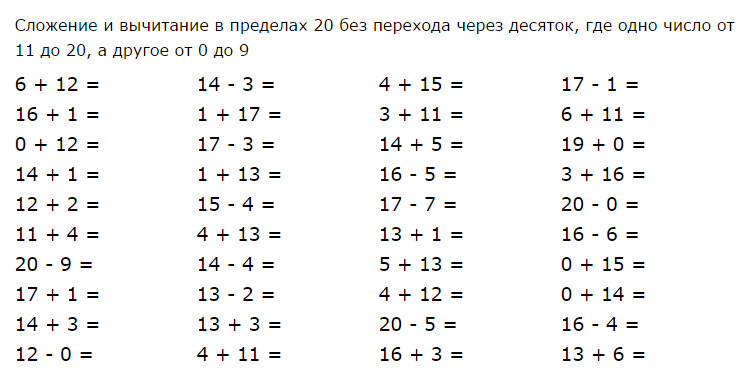 Сложение и вычитание в пределах 20 без перехода через десяток, где одно число от
11 до 20, а другое от 0 до 9
6 + 12 = 14 - 3 = 4 + 15 = 17 - 1 =
16 + 1 = 1 + 17 = 3 + 11 = 6 + 11 =
0 + 12 = 17 - 3 = 14 + 5 = 19 + 0 =
14 + 1 = 1 + 13 = 16 - 5 = 3 + 16 =
12 + 2 = 15 - 4 = 17 - 7 = 20 - 0 =
11 + 4 = 4 + 13 = 13 + 1 = 16 - 6 =
20 - 9 = 14 - 4 = 5 + 13 = 0 + 15 =
17 + 1 = 13 - 2 = 4 + 12 = 0 + 14 =
14 + 3 = 13 + 3 = 20 - 5 = 16 - 4 =
12 - 0 = 4 + 11 = 16 + 3 = 13 + 6 =